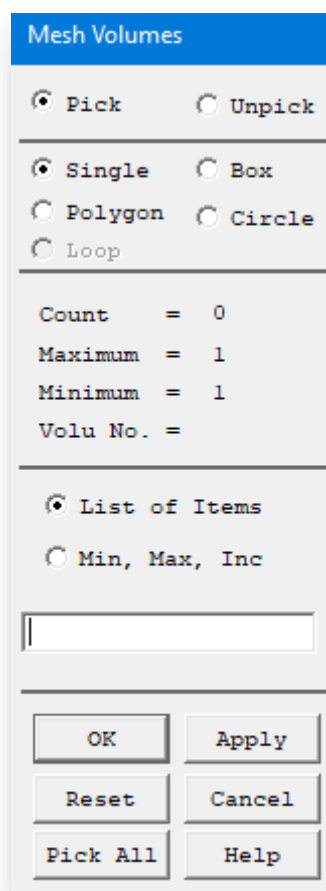 Mesh Volumes
Pick Unpick
Single Box
Polygon Circle
Loop
Count = 0
Maximum = 1
Minimum = 1
Volu No. =
List of Items
Min, Max, Inc
OK Apply
Reset Cancel
Pick All Help